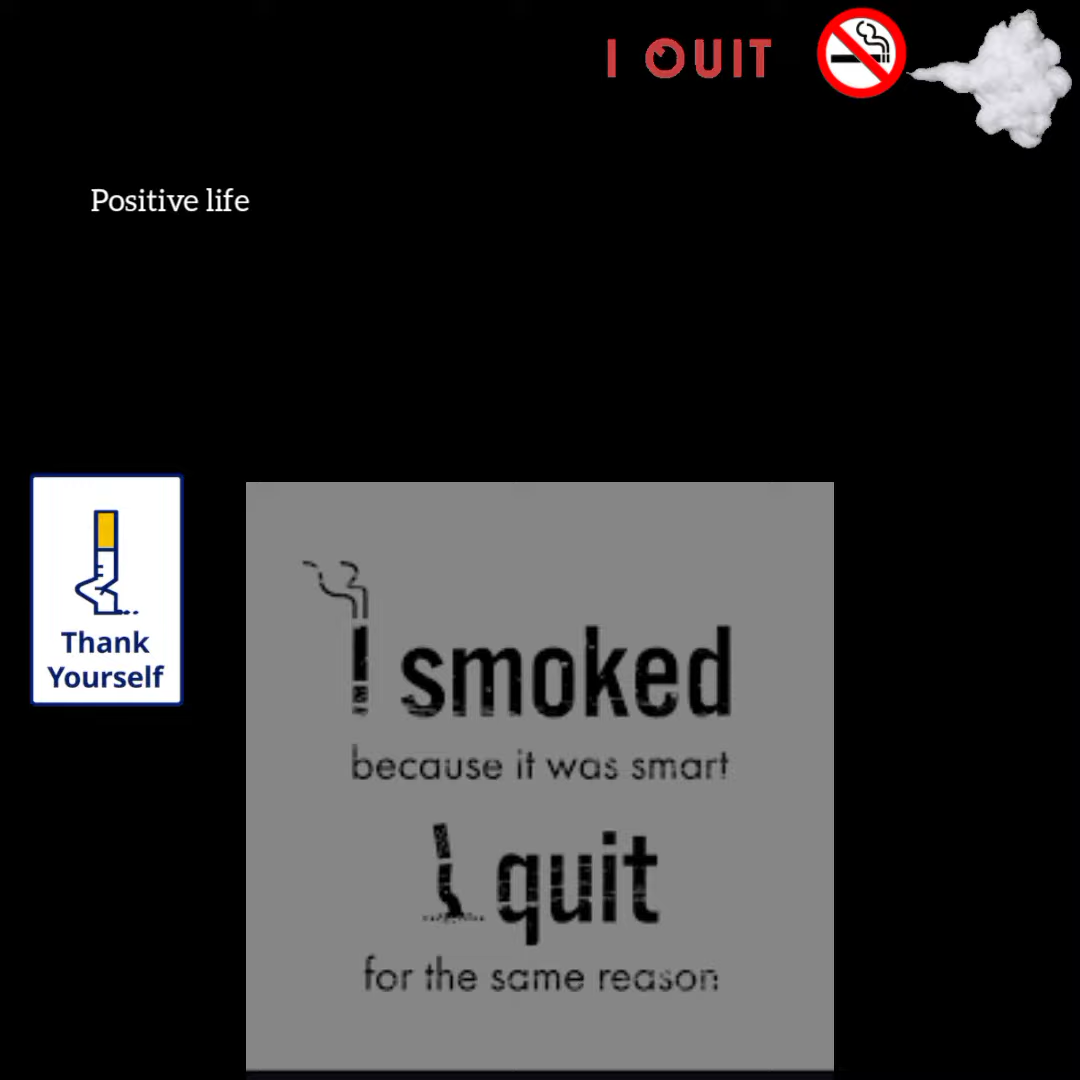 I QUIT
Positive life
Thank
Yourself
I smoked
because it was smart
I quit
for the same reason